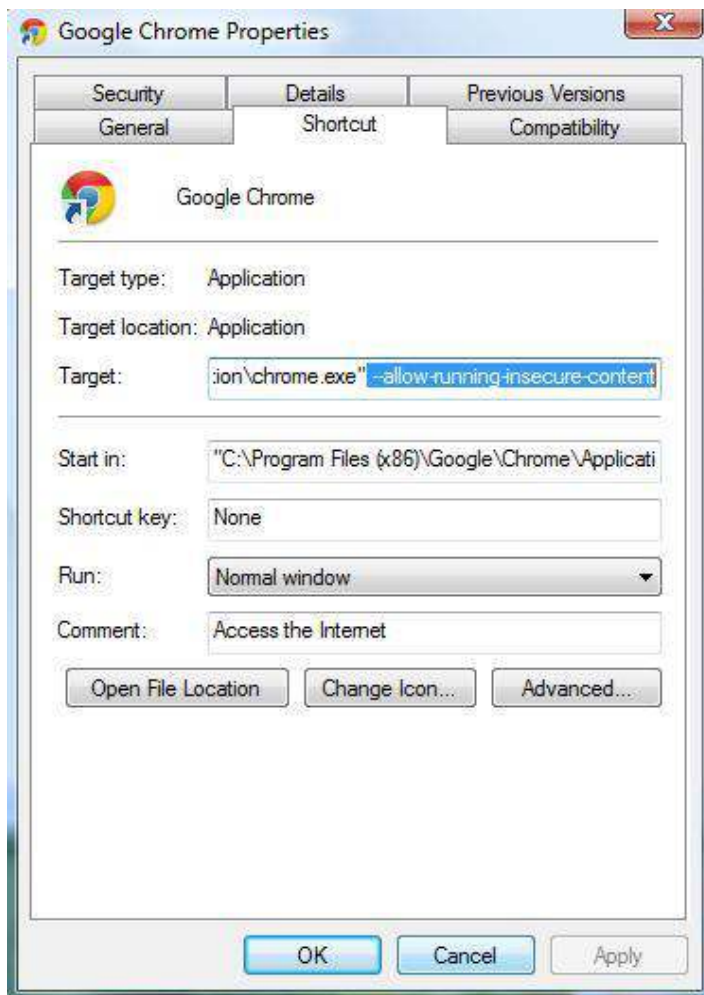 Google Chrome Properties
Security Details Previous Versions
General Shortcut Compatibility
Google Chrome
Target type: Application
Target location: Application
Target: :ion\chrome.exe" --allow-running-insecure-content
Start in: "C:\Program Files (x86)\Google\Chrome\Applicati
Shortcut key: None
Run: Normal window
Comment: Access the Internet
Open File Location Change Icon... Advanced...
OK Cancel Apply